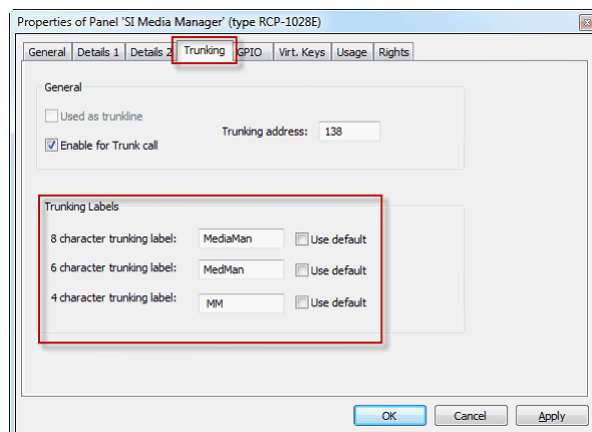 Properties of Panel 'SI Media Manager' (type RCP-1028E)
General Details 1 Details 2 Trunking GPIO Virt. Keys Usage Rights
General
Used as trunkline
Trunking address: 138
Enable for Trunk call
Trunking Labels
8 character trunking label: MediaMan Use default
6 character trunking label: MedMan Use default
4 character trunking label: MM Use default
OK Cancel Apply